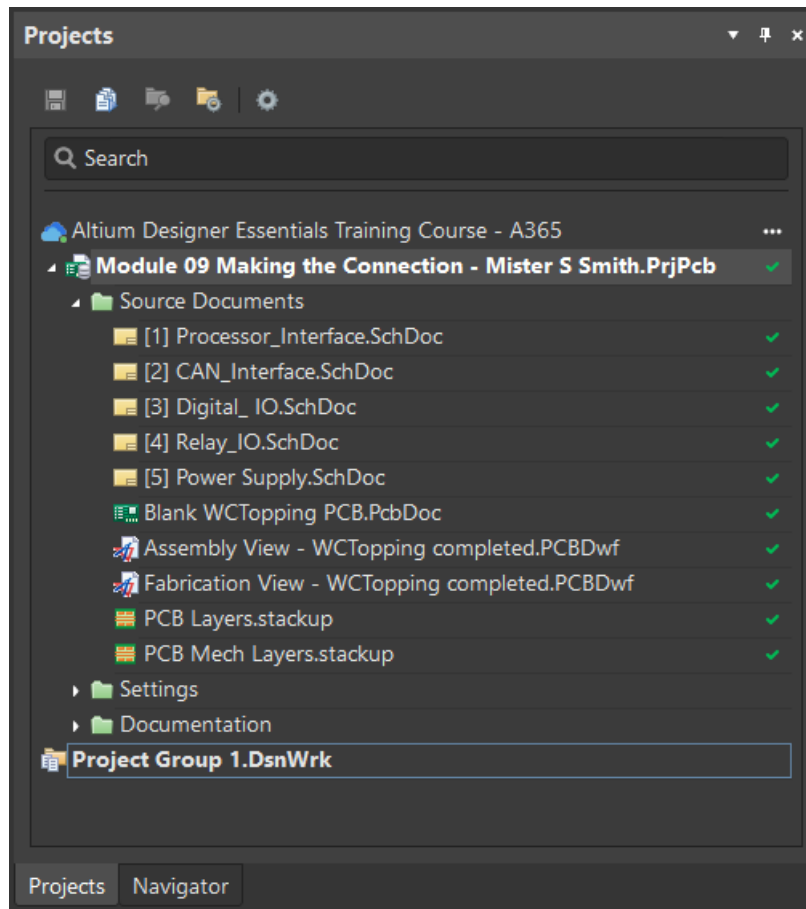 Projects
Search
Altium Designer Essentials Training Course - A365
Module 09 Making the Connection - Mister S Smith.PrjPcb
Source Documents
[1] Processor_Interface.SchDoc
[2] CAN_Interface.SchDoc
[3] Digital_ IO.SchDoc
[4] Relay_IO.SchDoc
[5] Power Supply.SchDoc
Blank WCTopping PCB.PcbDoc
Assembly View - WCTopping completed.PCBDwf
Fabrication View - WCTopping completed.PCBDwf
PCB Layers.stackup
PCB Mech Layers.stackup
Settings
Documentation
Project Group 1.DsnWrk
Projects Navigator